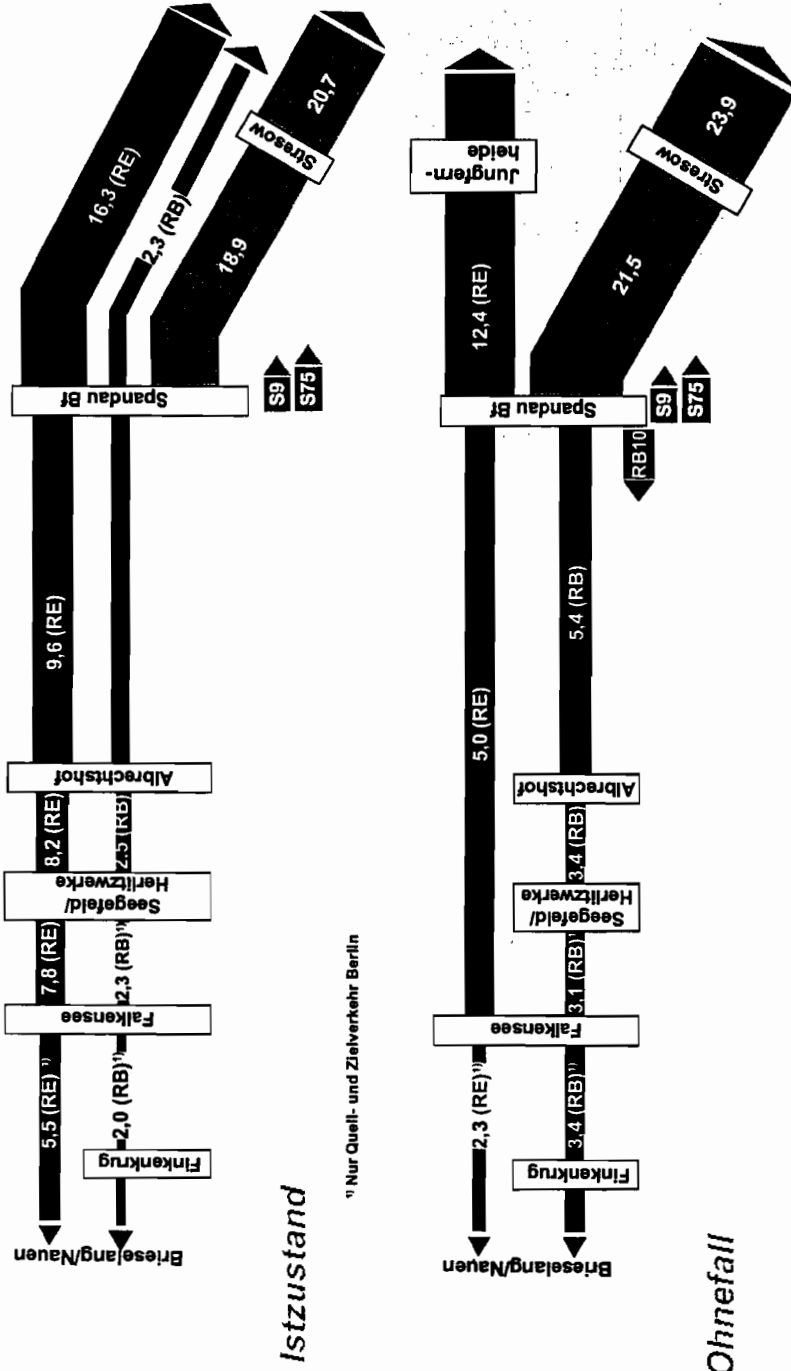 Istzustand
Brieselang/Nauen
5,5 (RE) ¹⁾
2,0 (RB)¹⁾
Finkenkrug
Falkensee
7,8 (RE)
2,3 (RB)¹⁾
Seegefeld/
Herlitzwerke
8,2 (RE)
2,5 (RB)
Albrechtshof
9,6 (RE)
Spandau Bf
S9
S75
16,3 (RE)
2,3 (RB)
18,9
Stresow
20,7
¹⁾ Nur Quell- und Zielverkehr Berlin
Ohnefall
Brieselang/Nauen
2,3 (RE)¹⁾
3,4 (RB)¹⁾
Finkenkrug
Falkensee
3,1 (RB)¹⁾
Seegefeld/
Herlitzwerke
3,4 (RB)
Albrechtshof
5,0 (RE)
5,4 (RB)
Spandau Bf
RB10
S9
S75
12,4 (RE)
Jungfern-
heide
21,5
Stresow
23,9